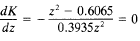 dK/dz = - (z² - 0.6065)/(0.3935z²) = 0